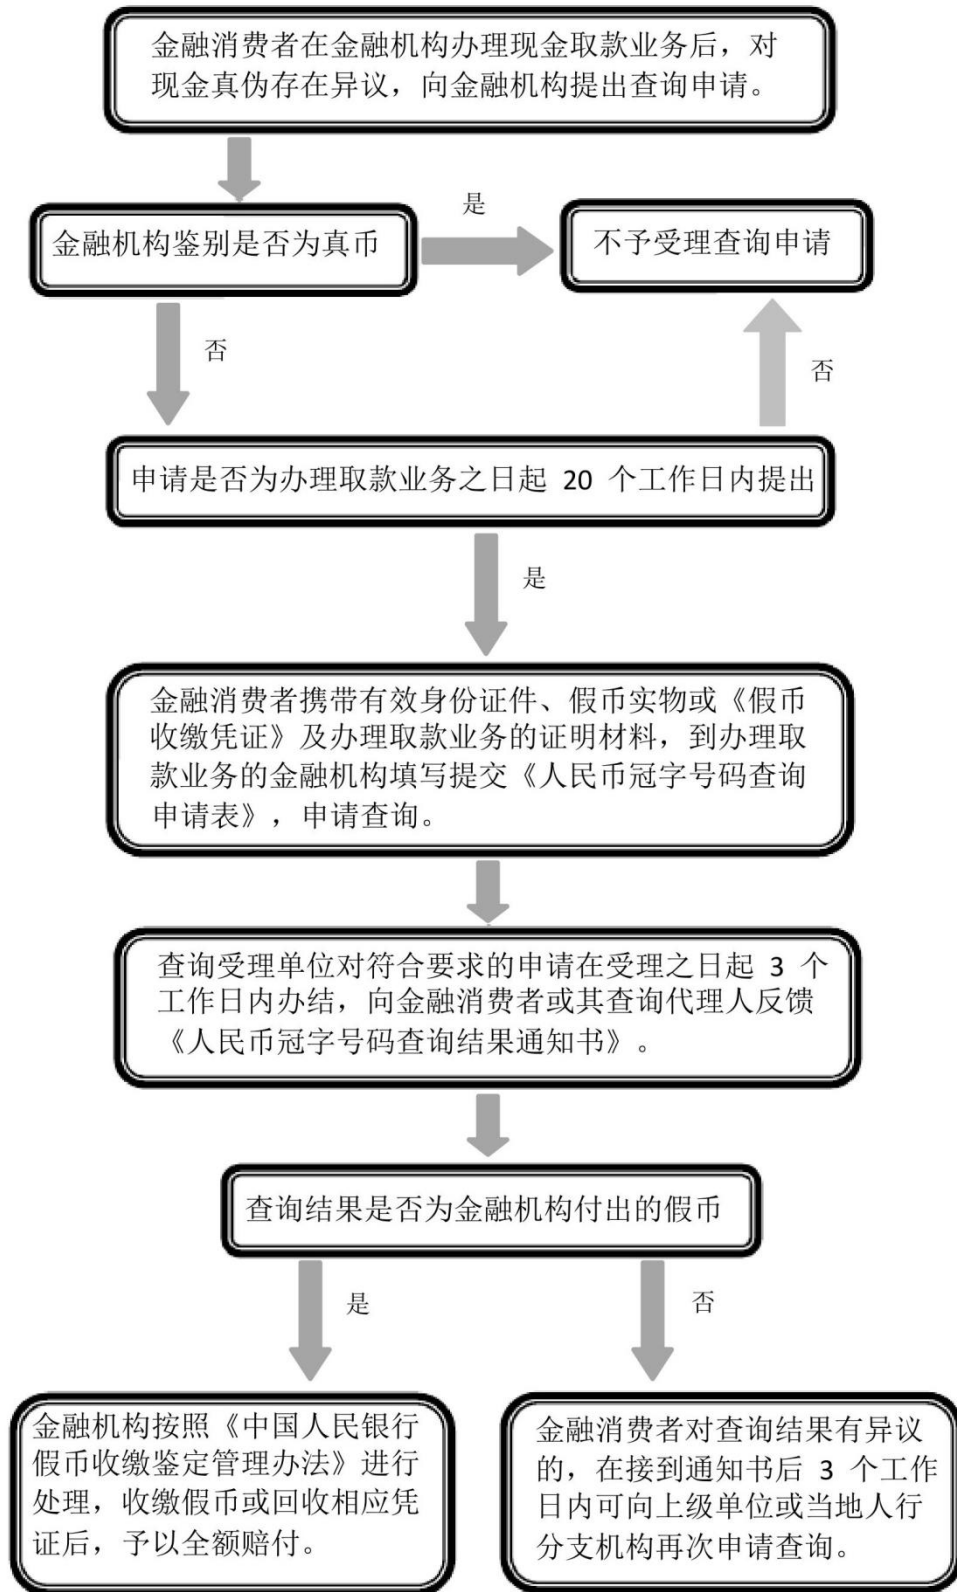 金融消费者在金融机构办理现金取款业务后，对
现金真伪存在异议，向金融机构提出查询申请。
金融机构鉴别是否为真币
是
不予受理查询申请
否
否
申请是否为办理取款业务之日起 20 个工作日内提出
是
金融消费者携带有效身份证件、假币实物或《假币
收缴凭证》及办理取款业务的证明材料，到办理取
款业务的金融机构填写提交《人民币冠字号码查询
申请表》，申请查询。
查询受理单位对符合要求的申请在受理之日起 3 个
工作日内办结，向金融消费者或其查询代理人反馈
《人民币冠字号码查询结果通知书》。
查询结果是否为金融机构付出的假币
是
否
金融机构按照《中国人民银行
假币收缴鉴定管理办法》进行
处理，收缴假币或回收相应凭
证后，予以全额赔付。
金融消费者对查询结果有异议
的，在接到通知书后 3 个工作
日内可向上级单位或当地人行
分支机构再次申请查询。